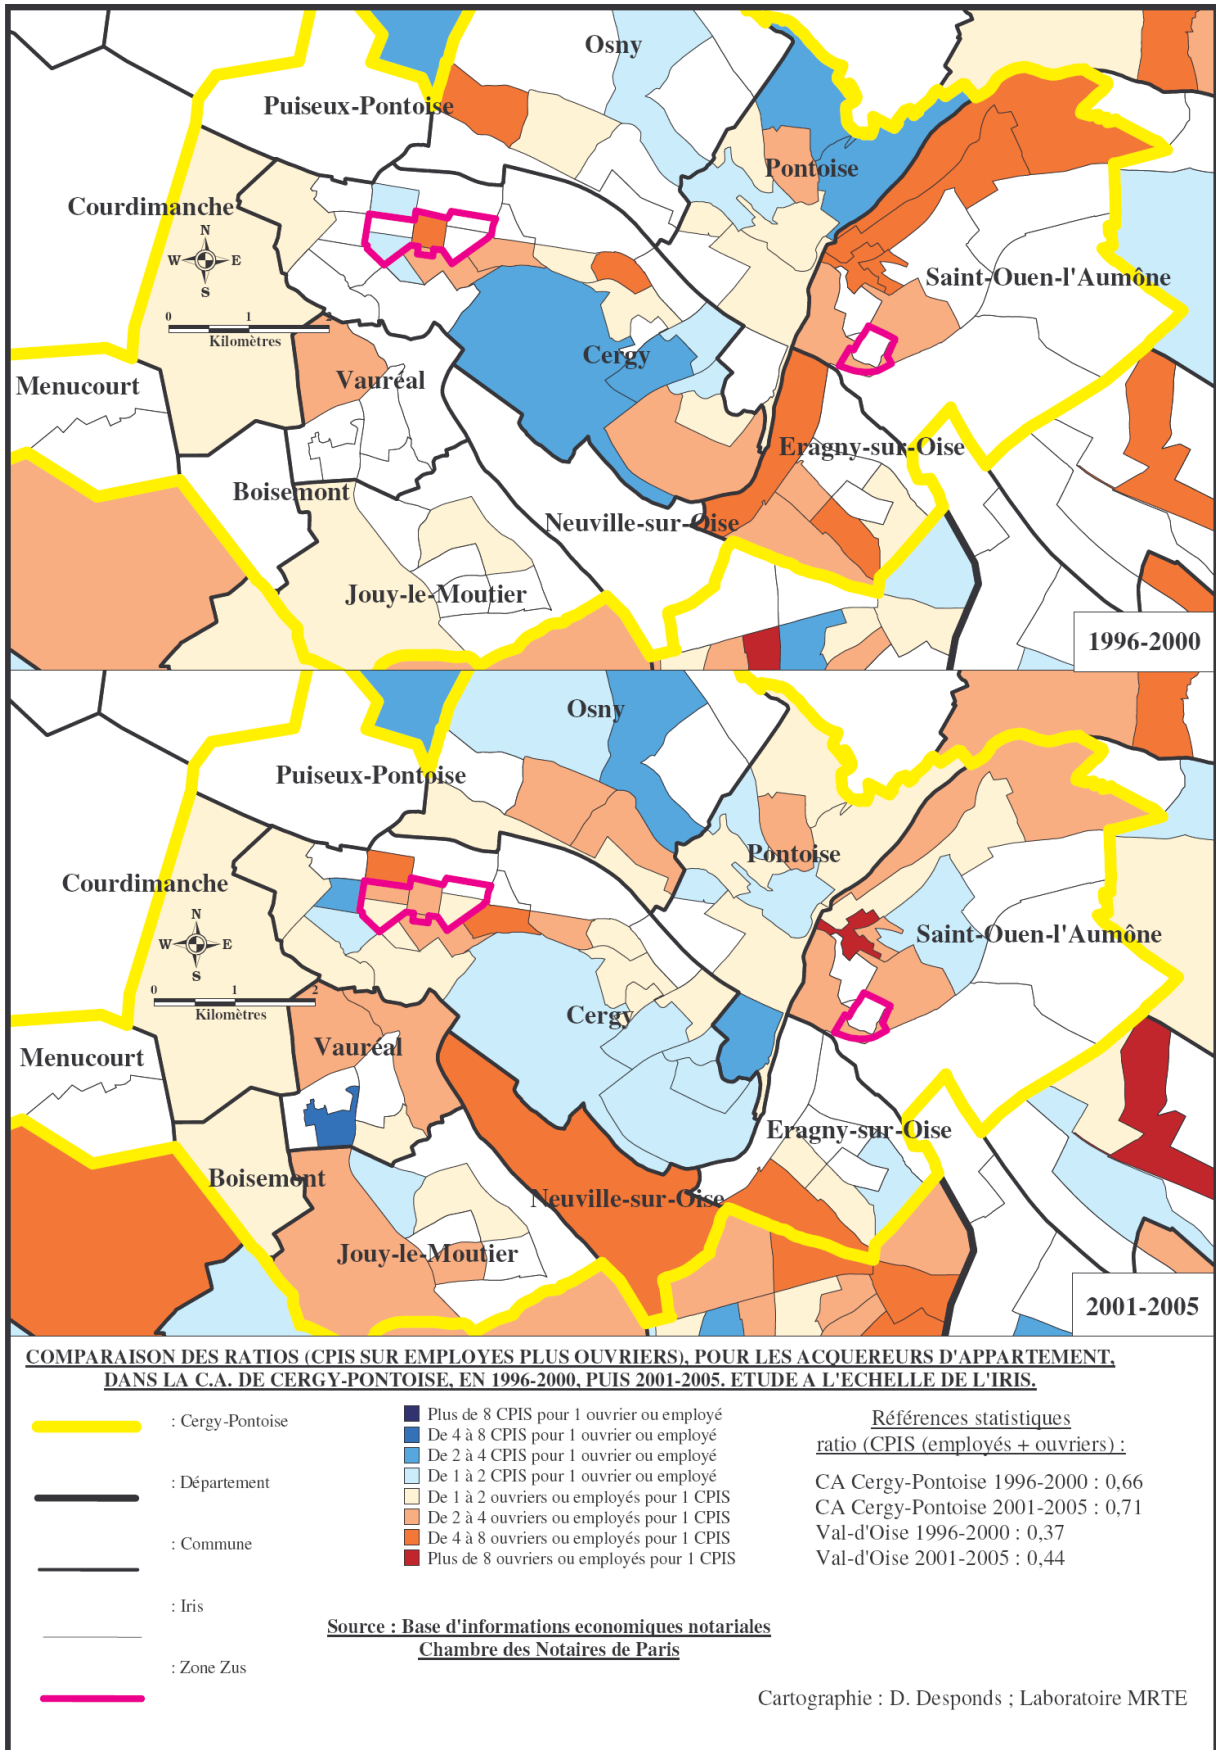 Osny
Puiseux-Pontoise
Pontoise
Courdimanche
N
W E
S
Saint-Ouen-l'Aumône
0 1 2
Kilomètres
Cergy
Menucourt
Vauréal
Eragny-sur-Oise
Boisemont
Neuville-sur-Oise
Jouy-le-Moutier
1996-2000
Osny
Puiseux-Pontoise
Pontoise
Courdimanche
N
W E
S
Saint-Ouen-l'Aumône
0 1 2
Kilomètres
Cergy
Menucourt
Vauréal
Eragny-sur-Oise
Boisemont
Neuville-sur-Oise
Jouy-le-Moutier
2001-2005
COMPARAISON DES RATIOS (CPIS SUR EMPLOYES PLUS OUVRIERS), POUR LES ACQUEREURS D'APPARTEMENT,
DANS LA C.A. DE CERGY-PONTOISE, EN 1996-2000, PUIS 2001-2005. ETUDE A L'ECHELLE DE L'IRIS.
: Cergy-Pontoise
: Département
: Commune
: Iris
: Zone Zus
Plus de 8 CPIS pour 1 ouvrier ou employé
De 4 à 8 CPIS pour 1 ouvrier ou employé
De 2 à 4 CPIS pour 1 ouvrier ou employé
De 1 à 2 CPIS pour 1 ouvrier ou employé
De 1 à 2 ouvriers ou employés pour 1 CPIS
De 2 à 4 ouvriers ou employés pour 1 CPIS
De 4 à 8 ouvriers ou employés pour 1 CPIS
Plus de 8 ouvriers ou employés pour 1 CPIS
Références statistiques
ratio (CPIS (employés + ouvriers) :
CA Cergy-Pontoise 1996-2000 : 0,66
CA Cergy-Pontoise 2001-2005 : 0,71
Val-d'Oise 1996-2000 : 0,37
Val-d'Oise 2001-2005 : 0,44
Source : Base d'informations economiques notariales
Chambre des Notaires de Paris
Cartographie : D. Desponds ; Laboratoire MRTE